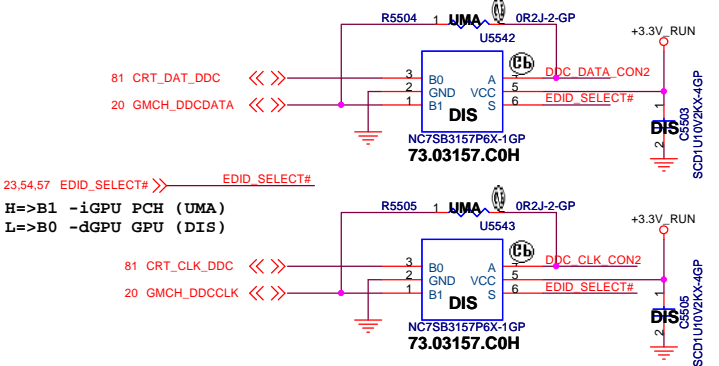 R5504 1 UMA 0R2J-2-GP
U5542
+3.3V_RUN
81 CRT_DAT_DDC
20 GMCH_DDCDATA
3 B0 A DDC_DATA_CON2
2 GND VCC 5
1 B1 S 6 EDID_SELECT#
DIS
NC7SB3157P6X-1GP
73.03157.C0H
1
DIS
2
C5503
SCD1U10V2KX-4GP
23,54,57 EDID_SELECT# EDID_SELECT#
H=>B1 -iGPU PCH (UMA)
L=>B0 -dGPU GPU (DIS)
R5505 1 UMA 0R2J-2-GP
U5543
+3.3V_RUN
81 CRT_CLK_DDC
20 GMCH_DDCCLK
3 B0 A DDC_CLK_CON2
2 GND VCC 5
1 B1 S 6 EDID_SELECT#
DIS
NC7SB3157P6X-1GP
73.03157.C0H
1
DIS
2
C5505
SCD1U10V2KX-4GP